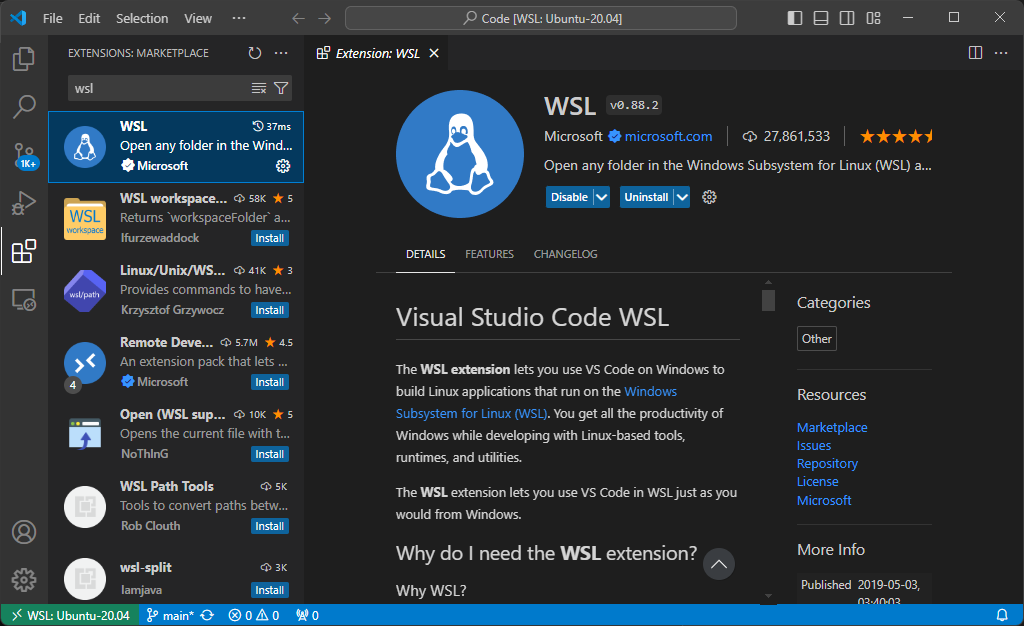 File Edit Selection View ···
Code [WSL: Ubuntu-20.04]
EXTENSIONS: MARKETPLACE
wsl
WSL 37ms
Open any folder in the Wind...
Microsoft
WSL workspace... 58K ★ 5
Returns `workspaceFolder` a...
lfurzewaddock Install
WSL
workspace
Linux/Unix/WS... 41K ★ 3
Provides commands to have...
Krzysztof Grzywocz Install
wsl/path
Remote Deve... 5.7M ★ 4.5
An extension pack that lets ...
Microsoft Install
4
Open (WSL sup... 10K ★ 5
Opens the current file with t...
NoThInG Install
WSL Path Tools 5K
Tools to convert paths betw...
Rob Clouth Install
wsl-split 3K
Iamjava Install
1K+
Extension: WSL
WSL v0.88.2
Microsoft microsoft.com 27,861,533
Open any folder in the Windows Subsystem for Linux (WSL) a...
Disable Uninstall
DETAILS FEATURES CHANGELOG
Visual Studio Code WSL
The WSL extension lets you use VS Code on Windows to
build Linux applications that run on the Windows
Subsystem for Linux (WSL). You get all the productivity of
Windows while developing with Linux-based tools,
runtimes, and utilities.
The WSL extension lets you use VS Code in WSL just as you
would from Windows.
Why do I need the WSL extension?
Why WSL?
Categories
Other
Resources
Marketplace
Issues
Repository
License
Microsoft
More Info
Published 2019-05-03,
03:40:03
WSL: Ubuntu-20.04 main* 0 0 0